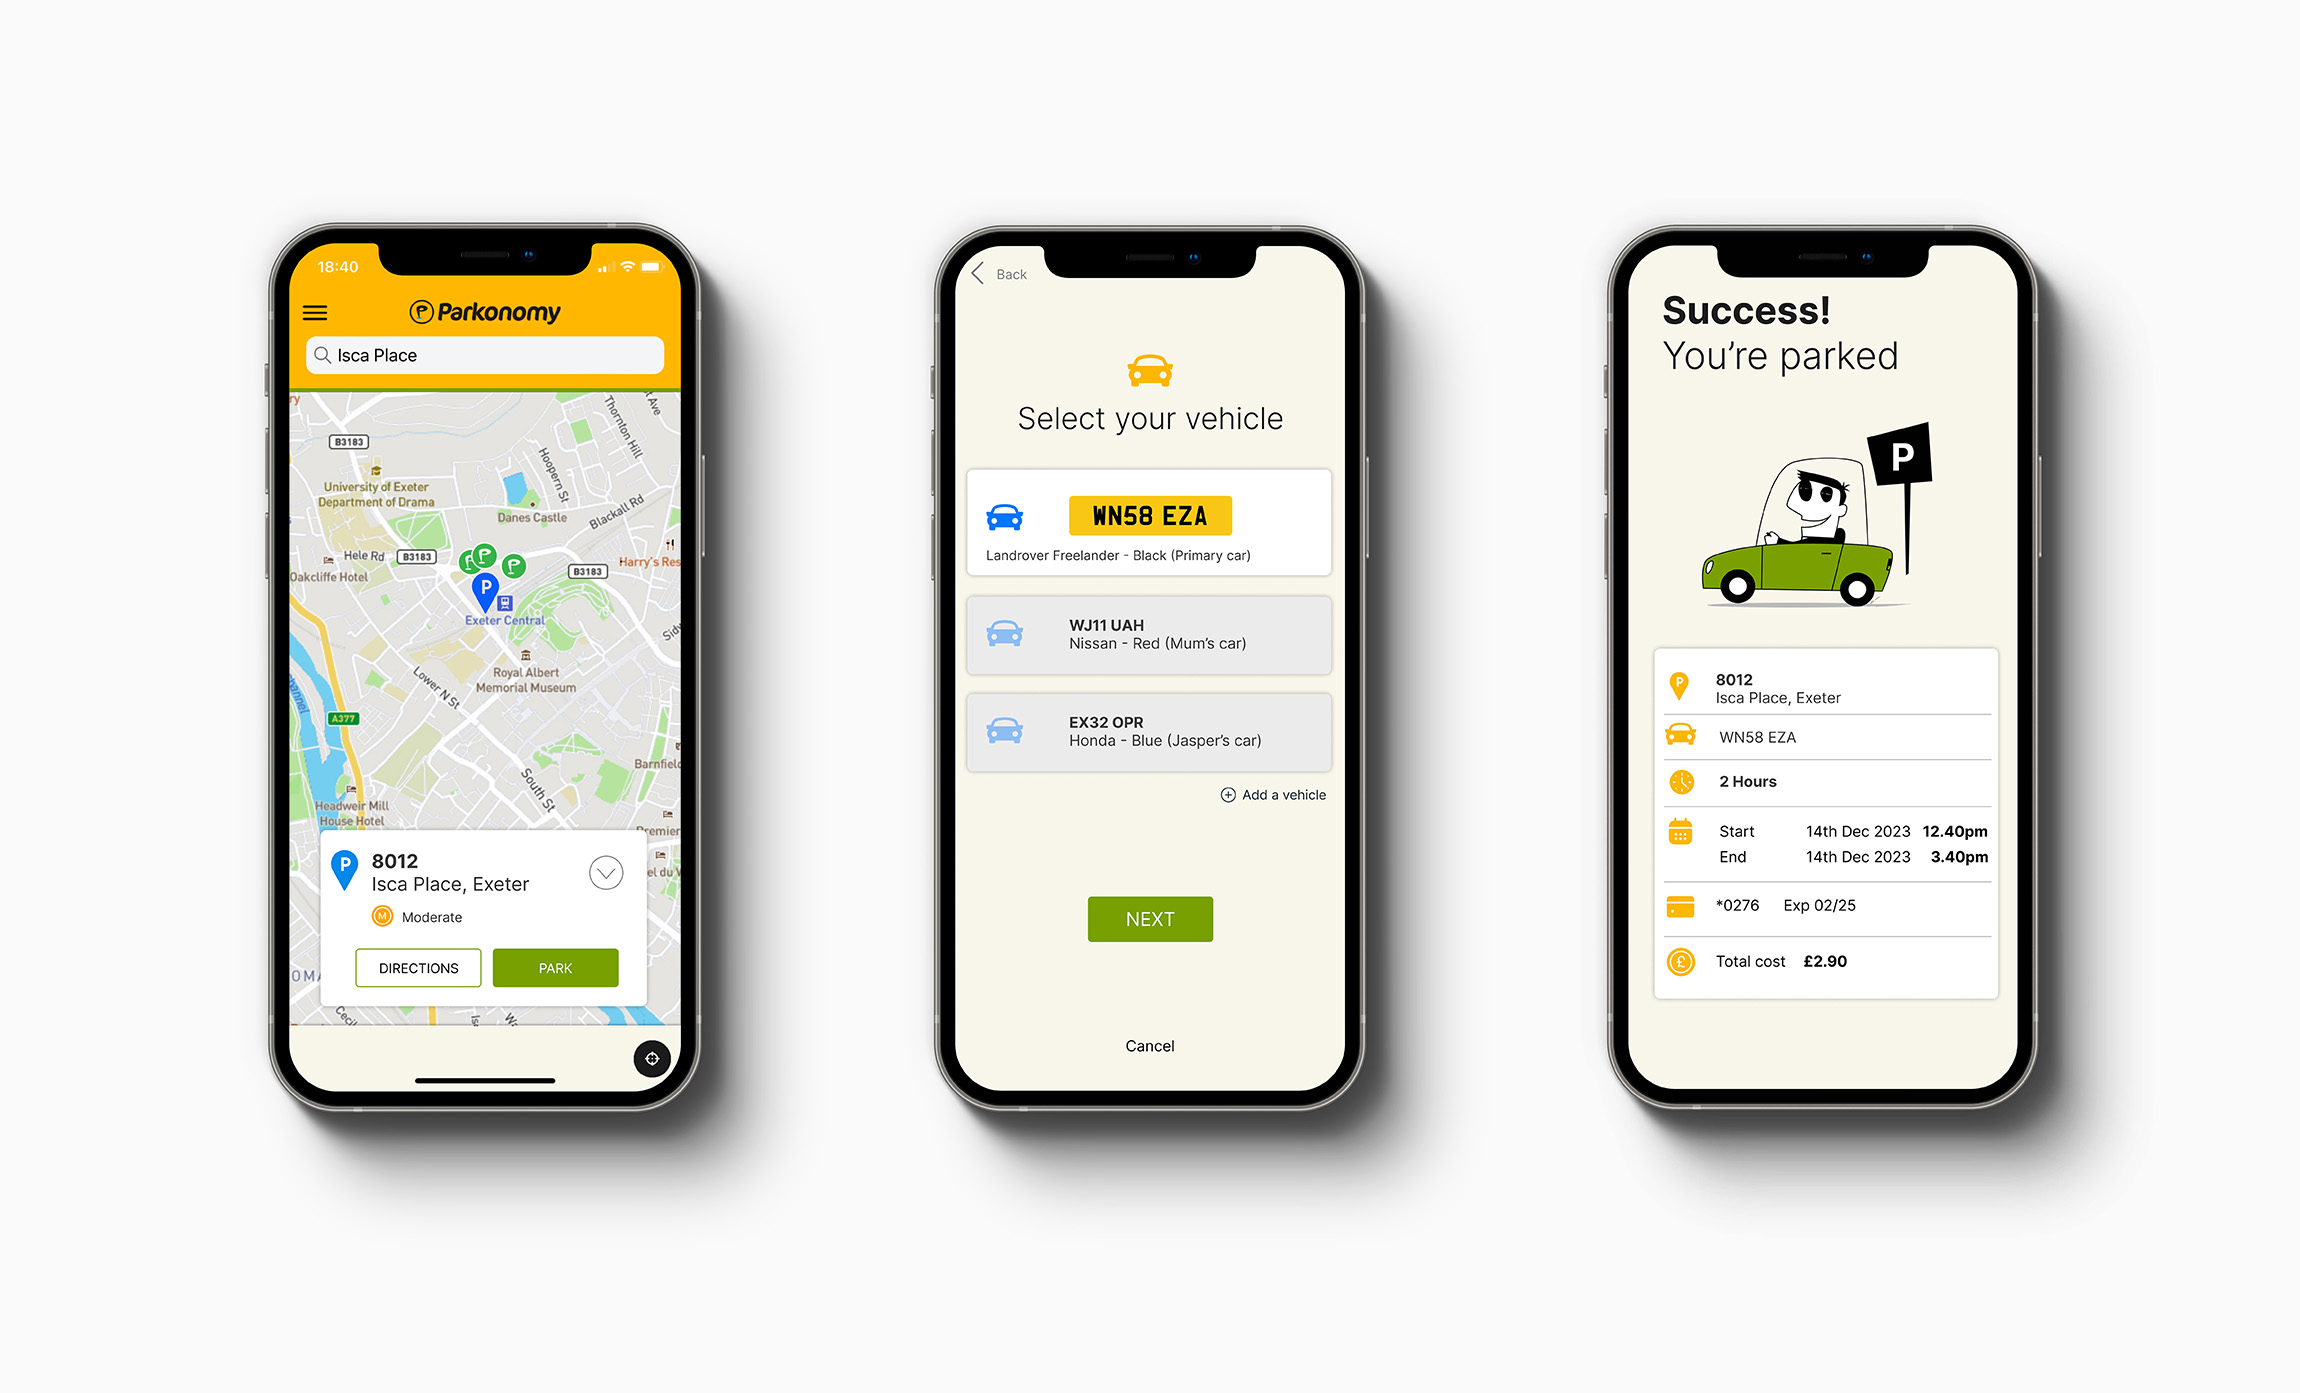 18:40
Parkonomy
Isca Place
B3183
Thornton Hill
Ave
Hoopern St
University of Exeter
Department of Drama
Danes Castle
Blackall Rd
Hele Rd
B3183
B3183
Harry's Res
Oakcliffe Hotel
P
Exeter Central
Sidw
Royal Albert
Memorial Museum
Lower N St
A377
South St
Barnfiel
Headweir Mill
House Hotel
Premier
P
8012
Isca Place, Exeter
M Moderate
DIRECTIONS
PARK
Back
Select your vehicle
WN58 EZA
Landrover Freelander - Black (Primary car)
WJ11 UAH
Nissan - Red (Mum's car)
EX32 OPR
Honda - Blue (Jasper's car)
Add a vehicle
NEXT
Cancel
Success!
You're parked
P
P
8012
Isca Place, Exeter
WN58 EZA
2 Hours
Start 14th Dec 2023 12.40pm
End 14th Dec 2023 3.40pm
*0276 Exp 02/25
£ Total cost £2.90